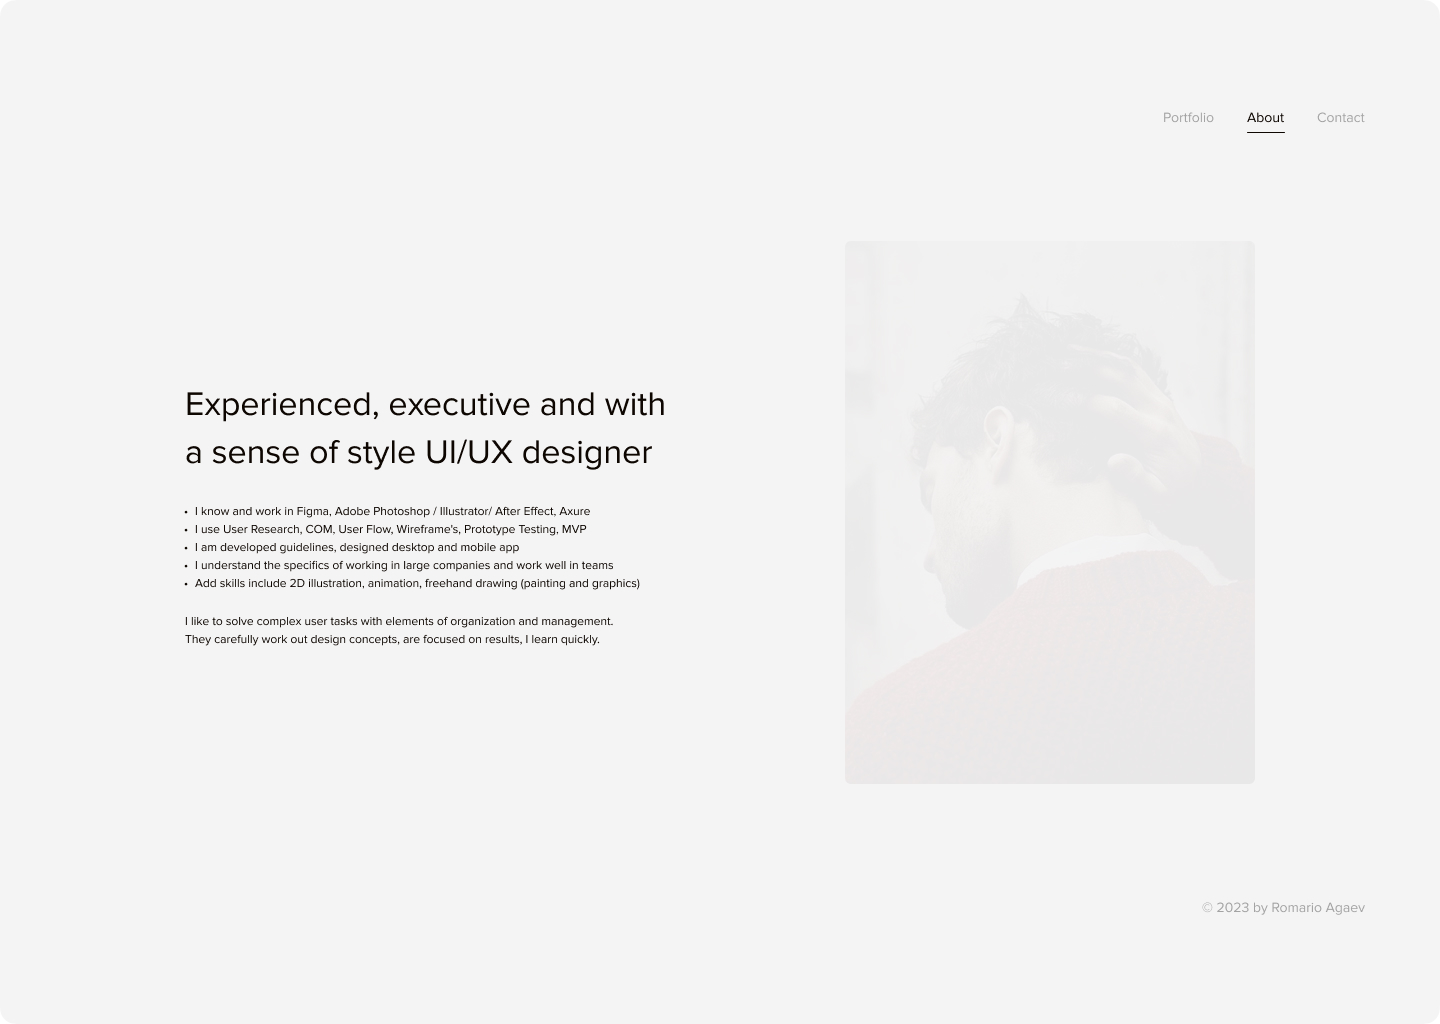 Portfolio About Contact
Experienced, executive and with
a sense of style UI/UX designer
• I know and work in Figma, Adobe Photoshop / Illustrator/ After Effect, Axure
• I use User Research, COM, User Flow, Wireframe's, Prototype Testing, MVP
• I am developed guidelines, designed desktop and mobile app
• I understand the specifics of working in large companies and work well in teams
• Add skills include 2D illustration, animation, freehand drawing (painting and graphics)
I like to solve complex user tasks with elements of organization and management.
They carefully work out design concepts, are focused on results, I learn quickly.
© 2023 by Romario Agaev